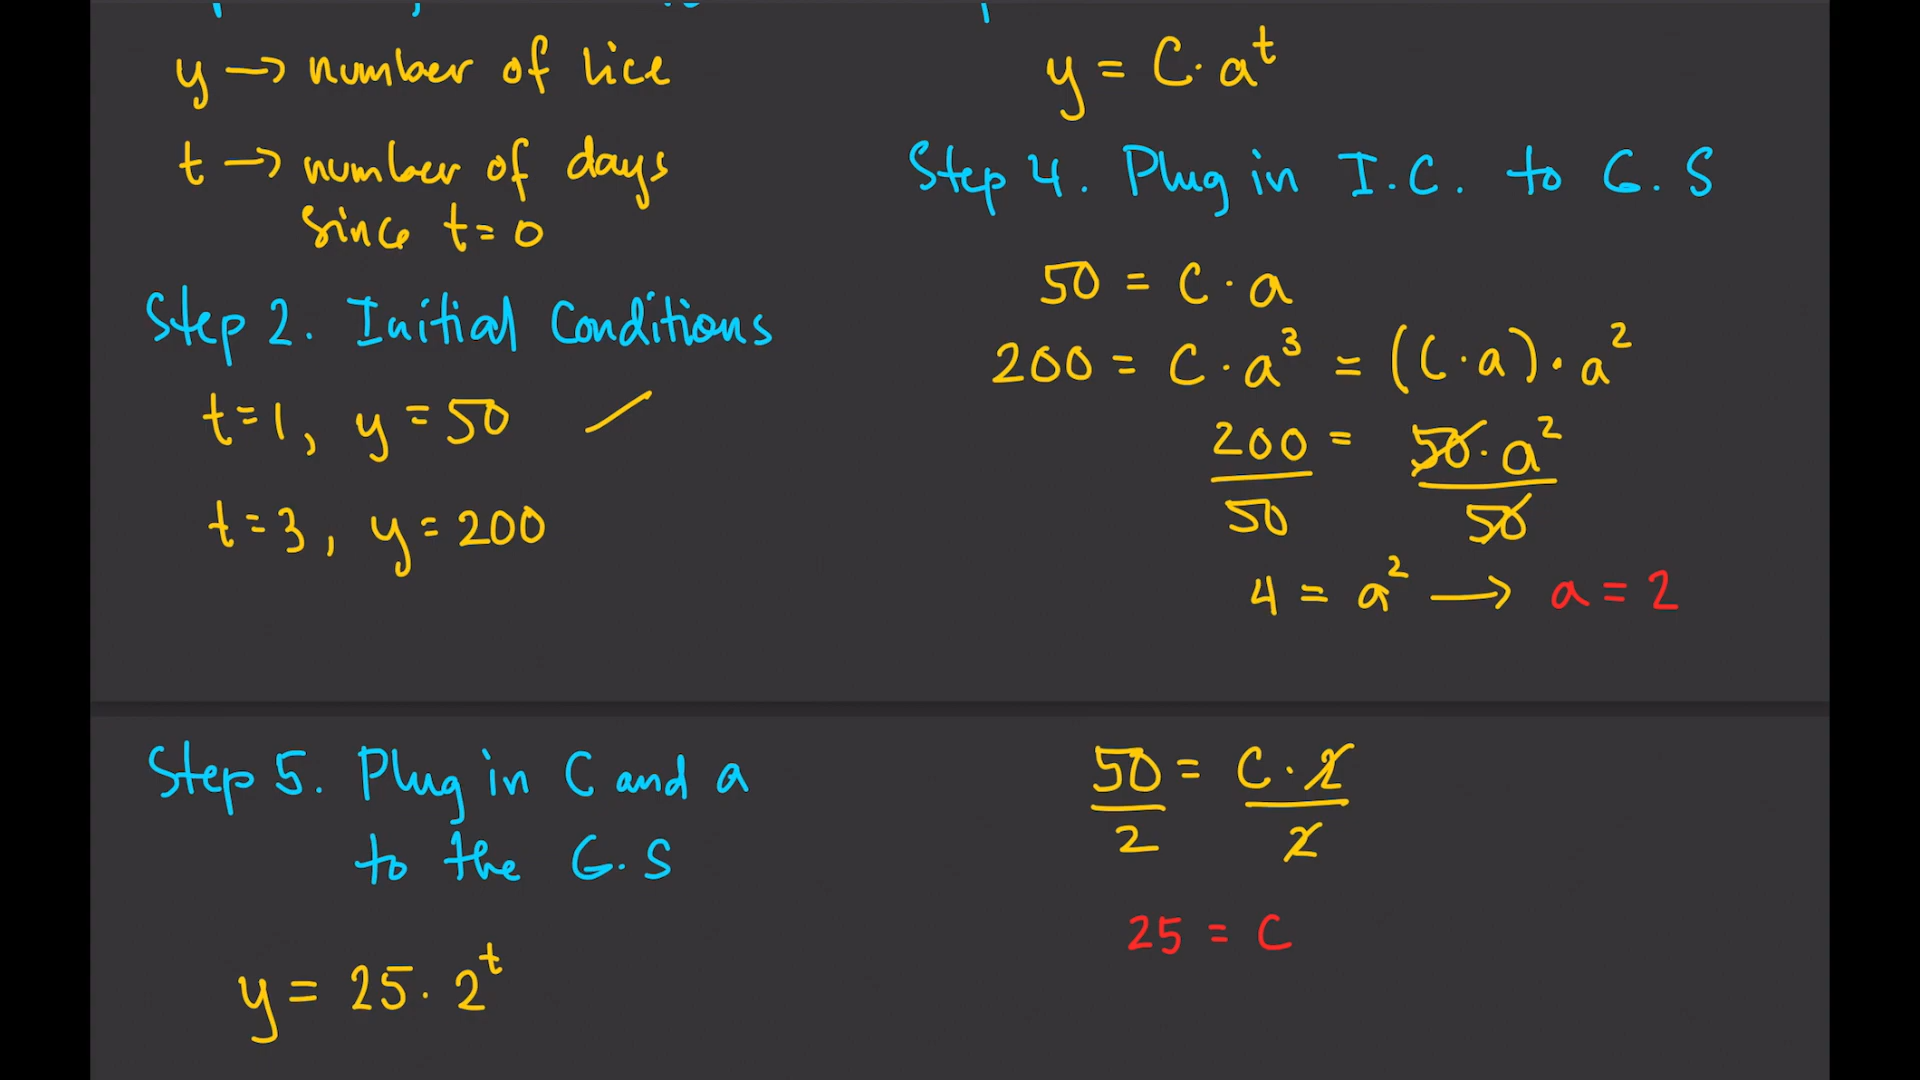 y → number of lice
t → number of days
since t = 0
Step 2. Initial Conditions
t = 1, y = 50
t = 3, y = 200
y = C · a^t
Step 4. Plug in I.C. to G.S
50 = C · a
200 = C · a^3 = (C · a) · a^2
200/50 = 50 · a^2/50
4 = a^2 → a = 2
Step 5. Plug in C and a
to the G.S
y = 25 · 2^t
50/2 = C · 2/2
25 = C